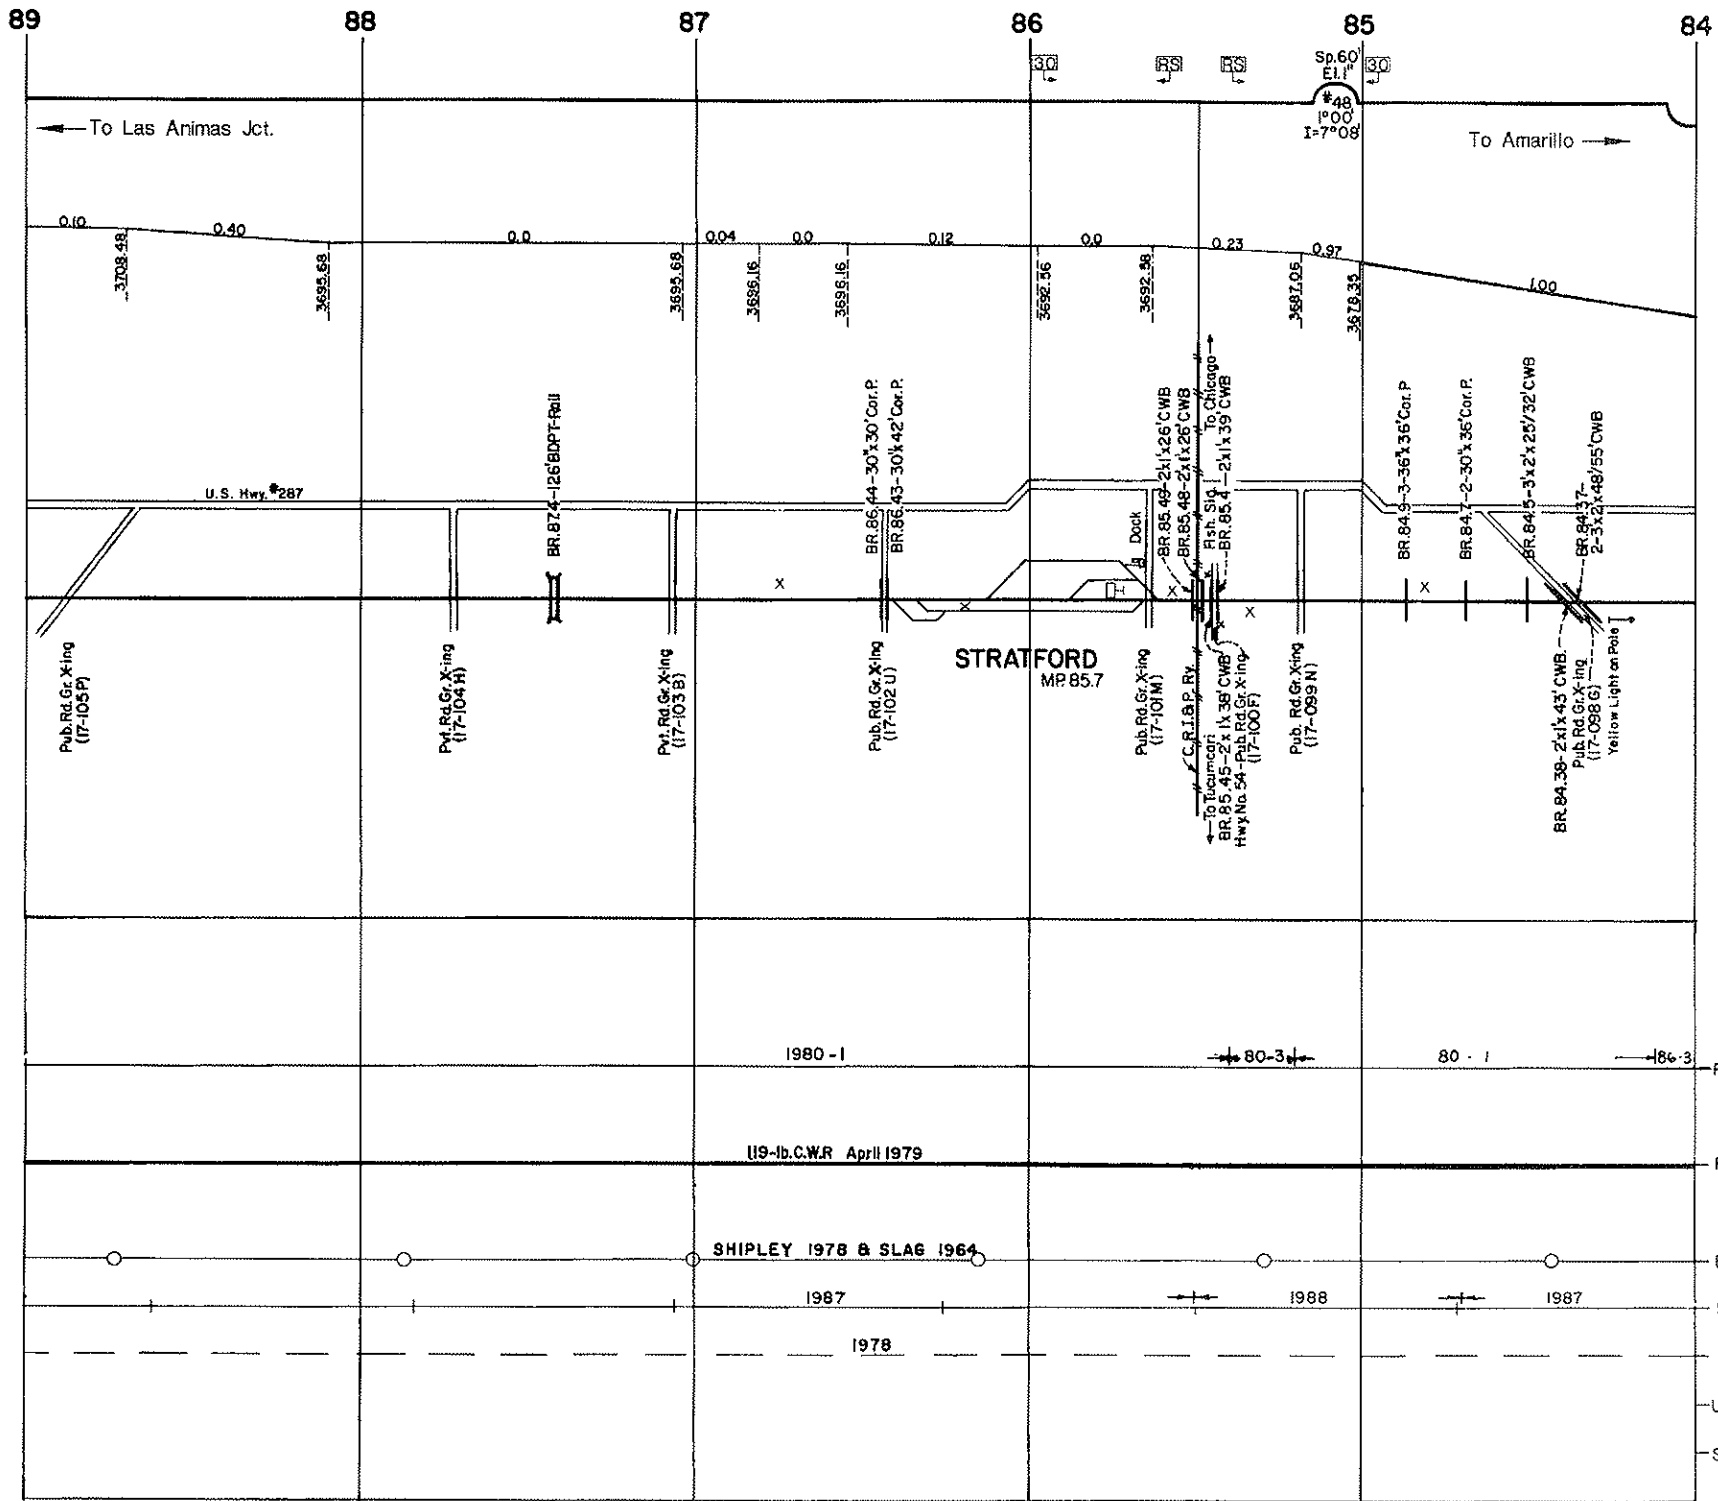 89
88
87
86
85
84
30
RS
RS
Sp.60'
El.1"
30
#48
1°00'
I=7°08'
To Las Animas Jct.
To Amarillo
0.10
0.40
0.0
0.04
0.0
0.12
0.0
0.23
0.97
1.00
3708.48
3695.68
3695.68
3696.16
3696.16
3692.56
3692.58
3687.06
3678.35
U.S. Hwy. #287
BR.87.4-126'BDPT-Rail
BR.86.44-30"x30'Cor.P.
BR.86.43-30"x42'Cor.P.
Dock
BR.85.49-2'x1'x26'CWB
BR.85.48-2'x1'x26'CWB
Flsh. Sig.
To Chicago
BR.85.4-2'x1'x39'CWB
BR.84.9-3-36"x36'Cor.P
BR.84.7-2-30"x36'Cor.P.
BR.84.5-3'x2'x25'/32'CWB
BR.84.37-
2-3'x2'x48'/55'CWB
X
X
X
X
X
X
STRATFORD
M.P. 85.7
Pub.Rd.Gr.X-ing
(17-105P)
Pvt.Rd.Gr.X-ing
(17-104H)
Pvt.Rd.Gr.X-ing
(17-103B)
Pub.Rd.Gr.X-ing
(17-102U)
Pub.Rd.Gr.X-ing
(17-101M)
C.R.I.&P. Ry.
To Tucumcari
BR.85.45-2'x1'x38'CWB
Hwy.No.54-Pub.Rd.Gr.X-ing
(17-100F)
Pub.Rd.Gr.X-ing
(17-099N)
BR.84.38-2'x1'x43'CWB
Pub.Rd.Gr.X-ing
(17-098G)
Yellow Light on Pole
1980-1
80-3
80-1
86-3
119-lb.C.W.R April 1979
SHIPLEY 1978 & SLAG 1964
1987
1988
1987
1978